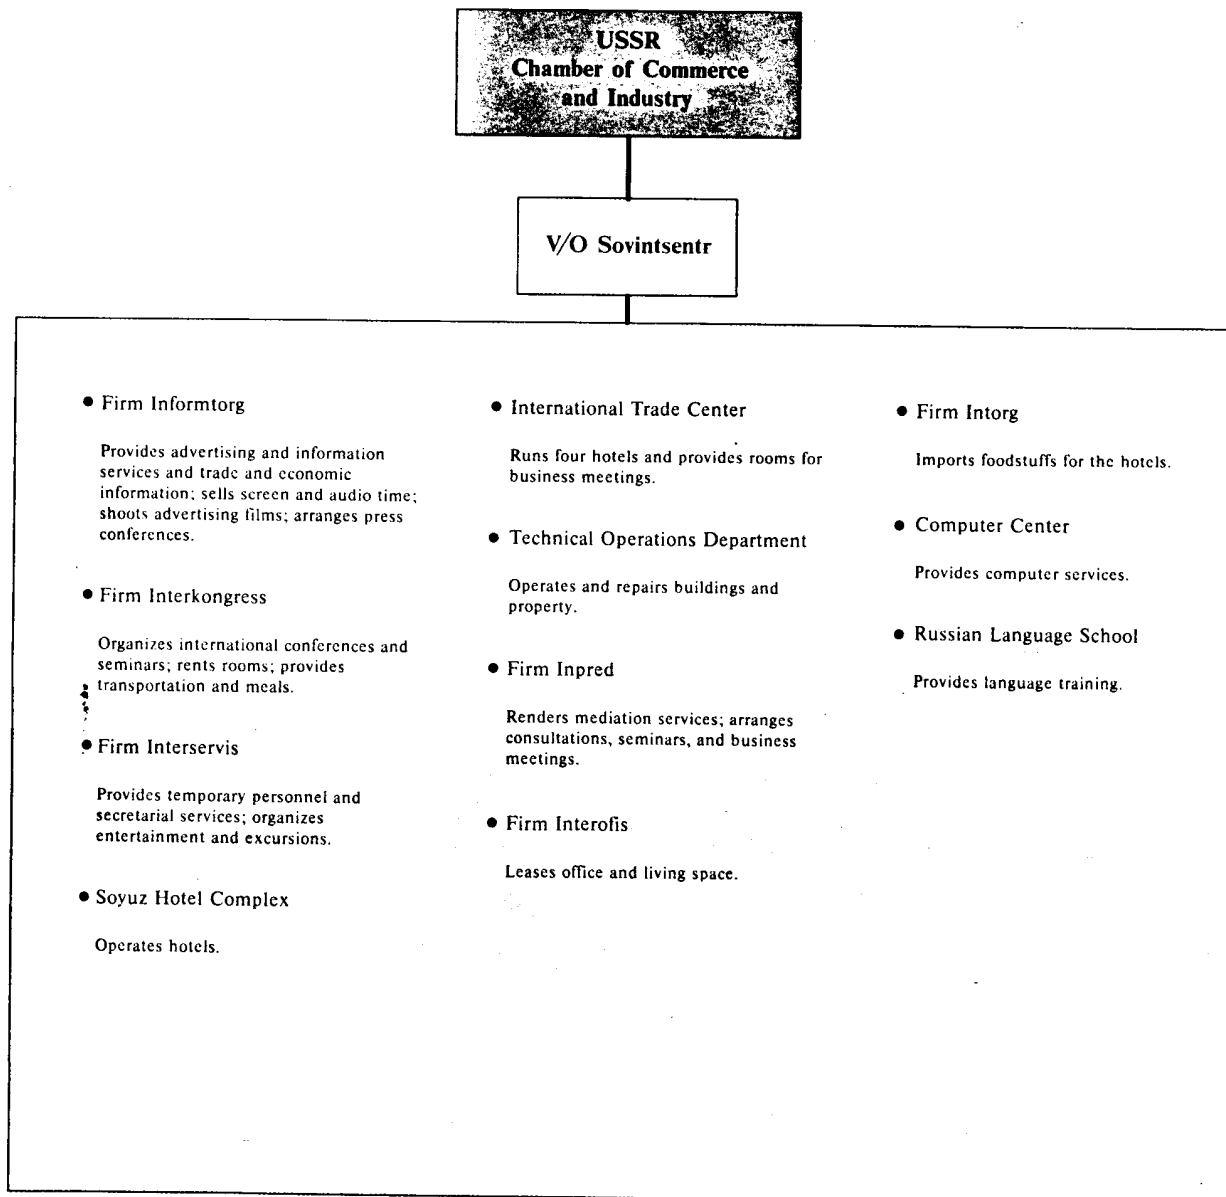 USSR
Chamber of Commerce
and Industry
V/O Sovintsentr
● Firm Informtorg
Provides advertising and information
services and trade and economic
information; sells screen and audio time;
shoots advertising films; arranges press
conferences.
● Firm Interkongress
Organizes international conferences and
seminars; rents rooms; provides
transportation and meals.
● Firm Interservis
Provides temporary personnel and
secretarial services; organizes
entertainment and excursions.
● Soyuz Hotel Complex
Operates hotels.
● International Trade Center
Runs four hotels and provides rooms for
business meetings.
● Technical Operations Department
Operates and repairs buildings and
property.
● Firm Inpred
Renders mediation services; arranges
consultations, seminars, and business
meetings.
● Firm Interofis
Leases office and living space.
● Firm Intorg
Imports foodstuffs for the hotels.
● Computer Center
Provides computer services.
● Russian Language School
Provides language training.